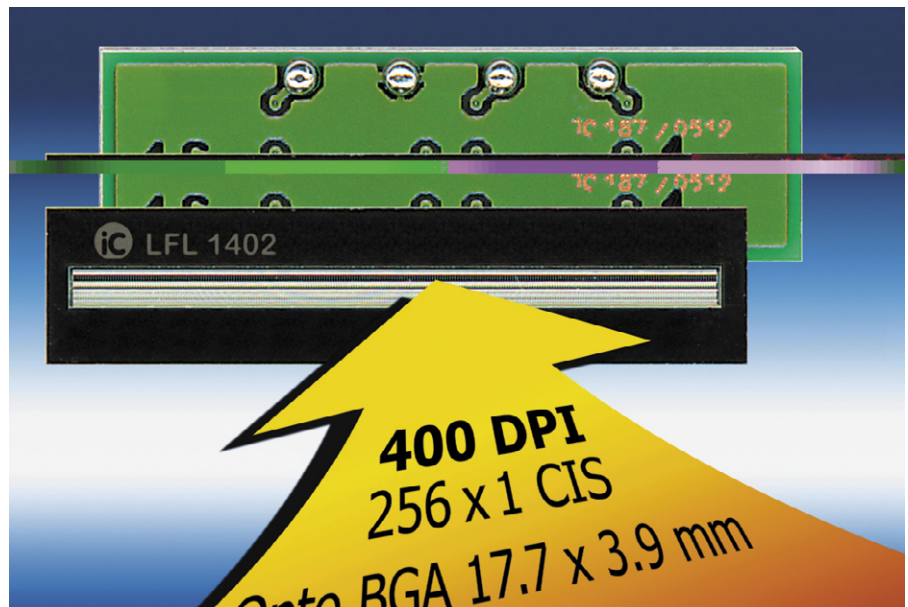 iC 187 / 0512
iC 187 / 0512
iC LFL 1402
400 DPI
256 x 1 CIS
Opto BGA 17.7 x 3.9 mm